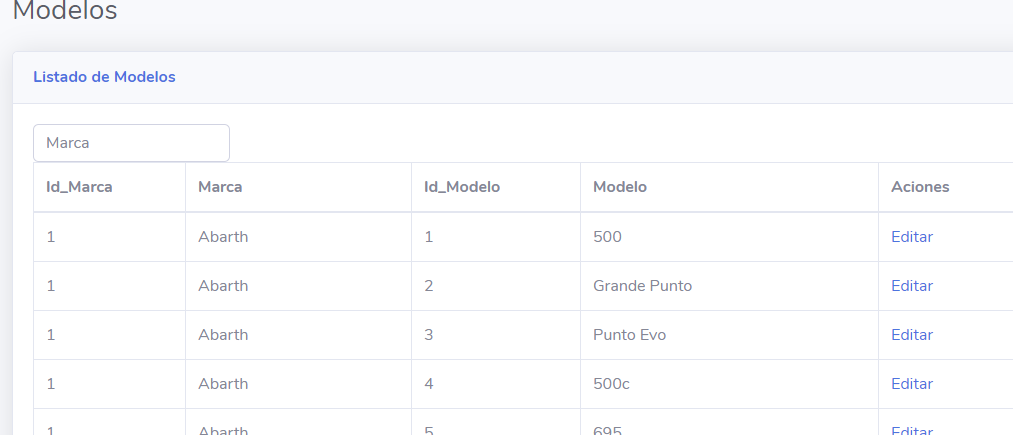 Modelos
Listado de Modelos
Marca
Id_Marca Marca Id_Modelo Modelo Aciones
1 Abarth 1 500 Editar
1 Abarth 2 Grande Punto Editar
1 Abarth 3 Punto Evo Editar
1 Abarth 4 500c Editar
1 Abarth 5 695 Editar